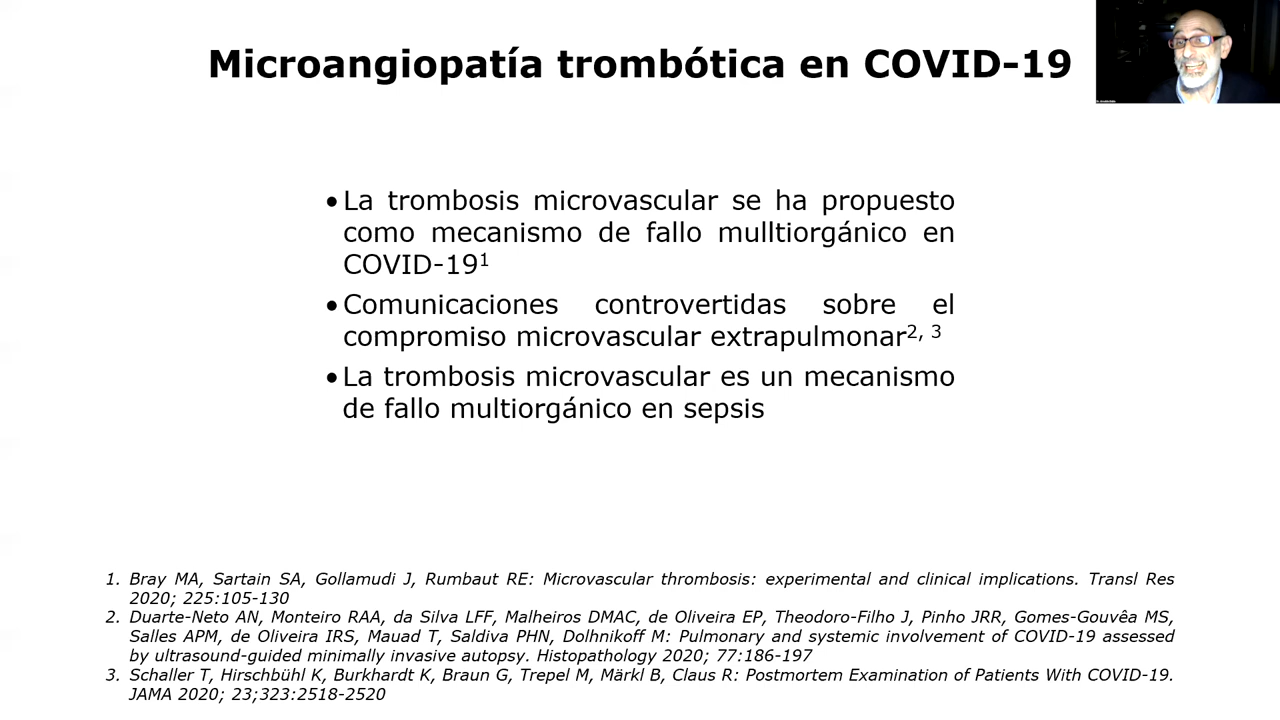 Microangiopatía trombótica en COVID-19
•La trombosis microvascular se ha propuesto
como mecanismo de fallo mulltiorgánico en
COVID-19¹
•Comunicaciones controvertidas sobre el
compromiso microvascular extrapulmonar², ³
•La trombosis microvascular es un mecanismo
de fallo multiorgánico en sepsis
1. Bray MA, Sartain SA, Gollamudi J, Rumbaut RE: Microvascular thrombosis: experimental and clinical implications. Transl Res
2020; 225:105-130
2. Duarte-Neto AN, Monteiro RAA, da Silva LFF, Malheiros DMAC, de Oliveira EP, Theodoro-Filho J, Pinho JRR, Gomes-Gouvêa MS,
Salles APM, de Oliveira IRS, Mauad T, Saldiva PHN, Dolhnikoff M: Pulmonary and systemic involvement of COVID-19 assessed
by ultrasound-guided minimally invasive autopsy. Histopathology 2020; 77:186-197
3. Schaller T, Hirschbühl K, Burkhardt K, Braun G, Trepel M, Märkl B, Claus R: Postmortem Examination of Patients With COVID-19.
JAMA 2020; 23;323:2518-2520